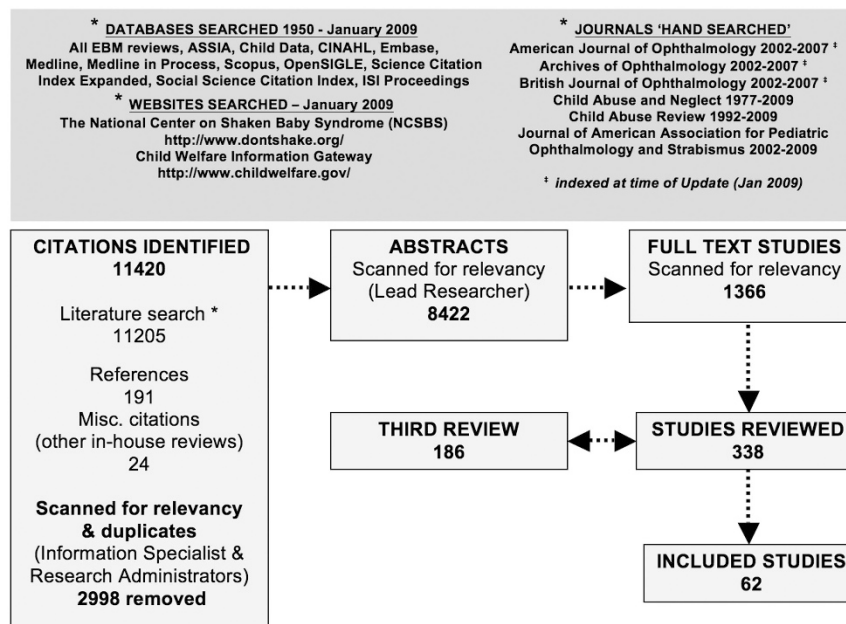 * DATABASES SEARCHED 1950 - January 2009
All EBM reviews, ASSIA, Child Data, CINAHL, Embase,
Medline, Medline in Process, Scopus, OpenSIGLE, Science Citation
Index Expanded, Social Science Citation Index, ISI Proceedings
* WEBSITES SEARCHED – January 2009
The National Center on Shaken Baby Syndrome (NCSBS)
http://www.dontshake.org/
Child Welfare Information Gateway
http://www.childwelfare.gov/
* JOURNALS ‘HAND SEARCHED’
American Journal of Ophthalmology 2002-2007 ‡
Archives of Ophthalmology 2002-2007 ‡
British Journal of Ophthalmology 2002-2007 ‡
Child Abuse and Neglect 1977-2009
Child Abuse Review 1992-2009
Journal of American Association for Pediatric
Ophthalmology and Strabismus 2002-2009
‡ indexed at time of Update (Jan 2009)
CITATIONS IDENTIFIED
11420
Literature search *
11205
References
191
Misc. citations
(other in-house reviews)
24
Scanned for relevancy
& duplicates
(Information Specialist &
Research Administrators)
2998 removed
ABSTRACTS
Scanned for relevancy
(Lead Researcher)
8422
FULL TEXT STUDIES
Scanned for relevancy
1366
THIRD REVIEW
186
STUDIES REVIEWED
338
INCLUDED STUDIES
62